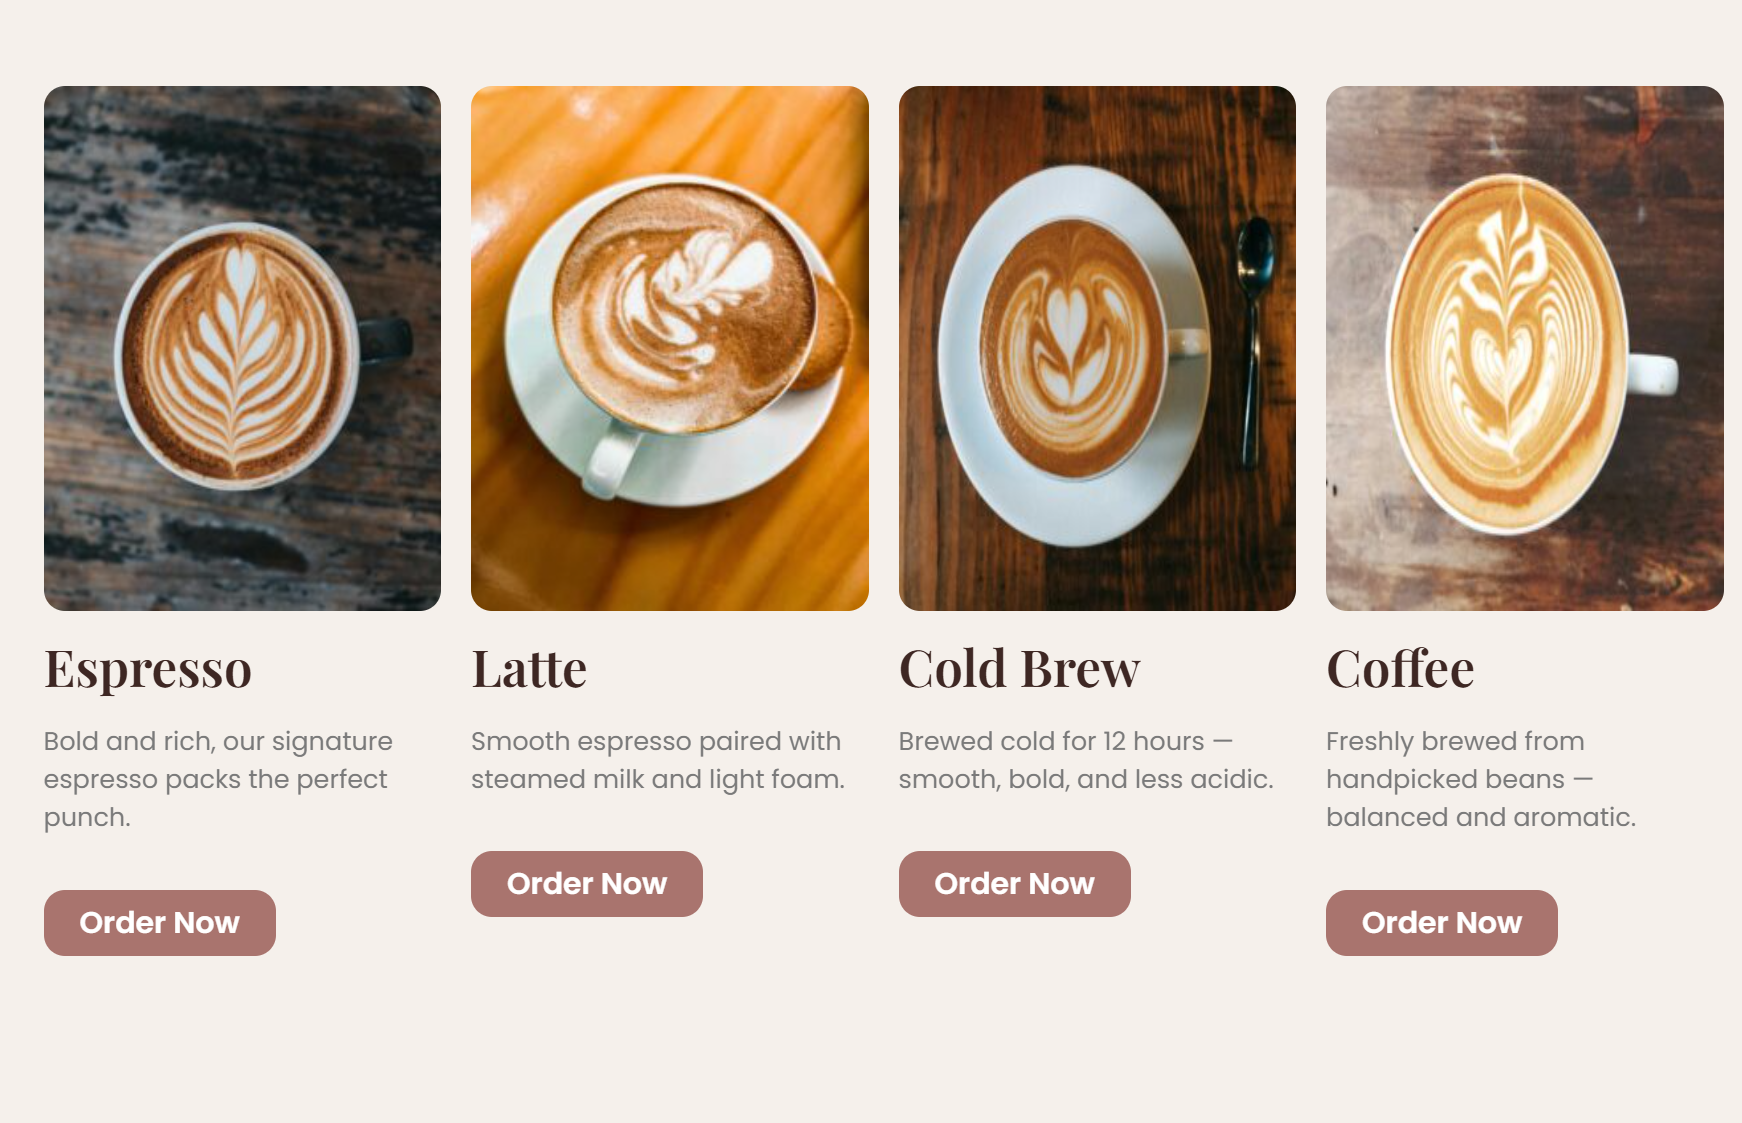 Espresso
Bold and rich, our signature
espresso packs the perfect
punch.
Order Now
Latte
Smooth espresso paired with
steamed milk and light foam.
Order Now
Cold Brew
Brewed cold for 12 hours —
smooth, bold, and less acidic.
Order Now
Coffee
Freshly brewed from
handpicked beans —
balanced and aromatic.
Order Now